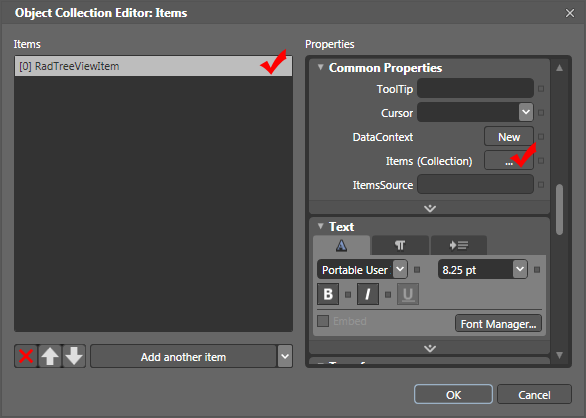 Object Collection Editor: Items
Items
[0] RadTreeViewItem
Add another item
Properties
Common Properties
ToolTip
Cursor
DataContext New
Items (Collection) ...
ItemsSource
Text
Portable User 8.25 pt
B I U
Embed Font Manager...
OK Cancel